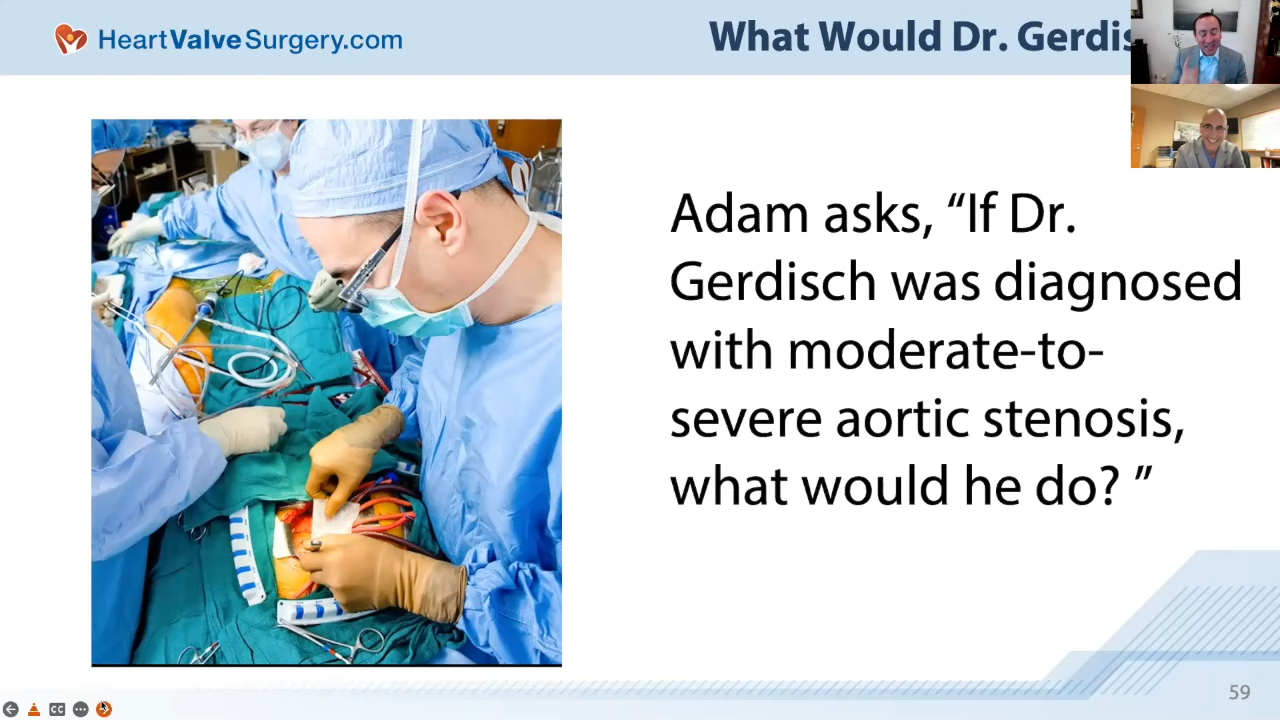 HeartValveSurgery.com
What Would Dr. Gerdis
Adam asks, “If Dr.
Gerdisch was diagnosed
with moderate-to-
severe aortic stenosis,
what would he do? ”
59
CC